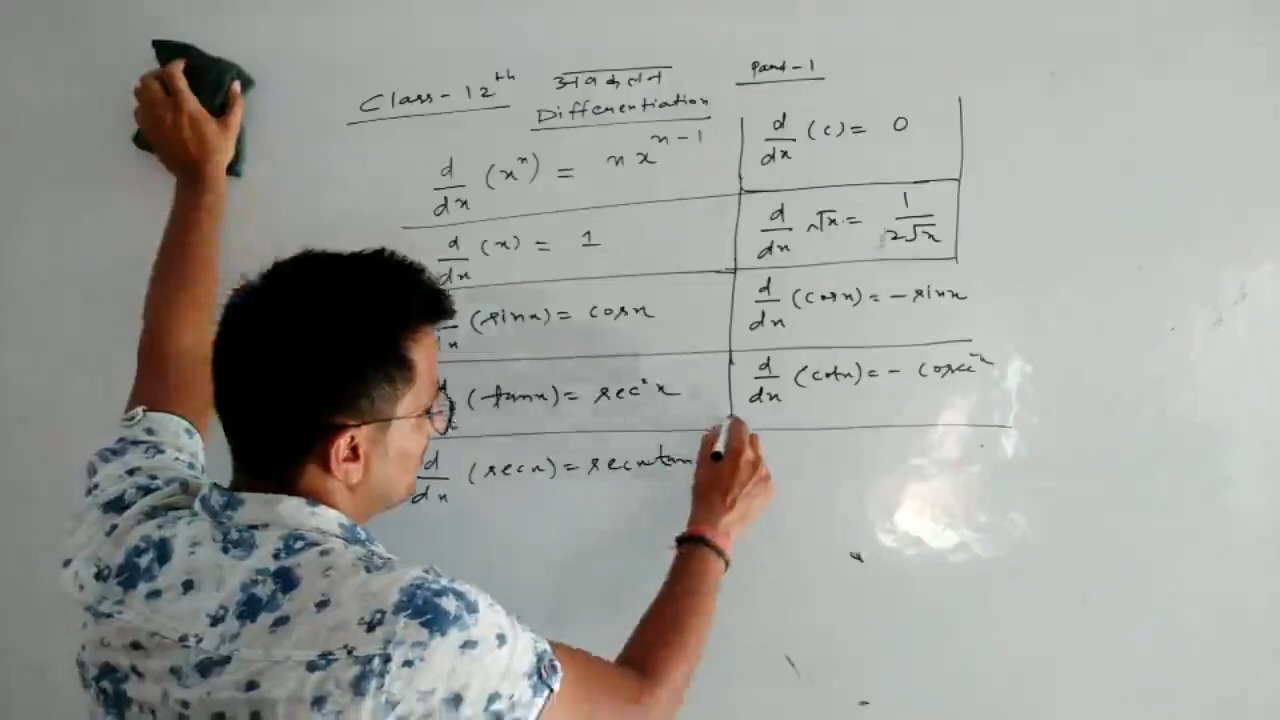 Class-12th अवकलन Part-1
Differentiation
d/dx (xⁿ) = n xⁿ⁻¹
d/dx (c) = 0
d/dx (x) = 1
d/dx √x = 1/2√x
(sinx) = cosx
d/dx (cosx) = -sinx
(tanx) = sec²x
d/dx (cotx) = - cosec²x
d/dx (secx) = secxtan